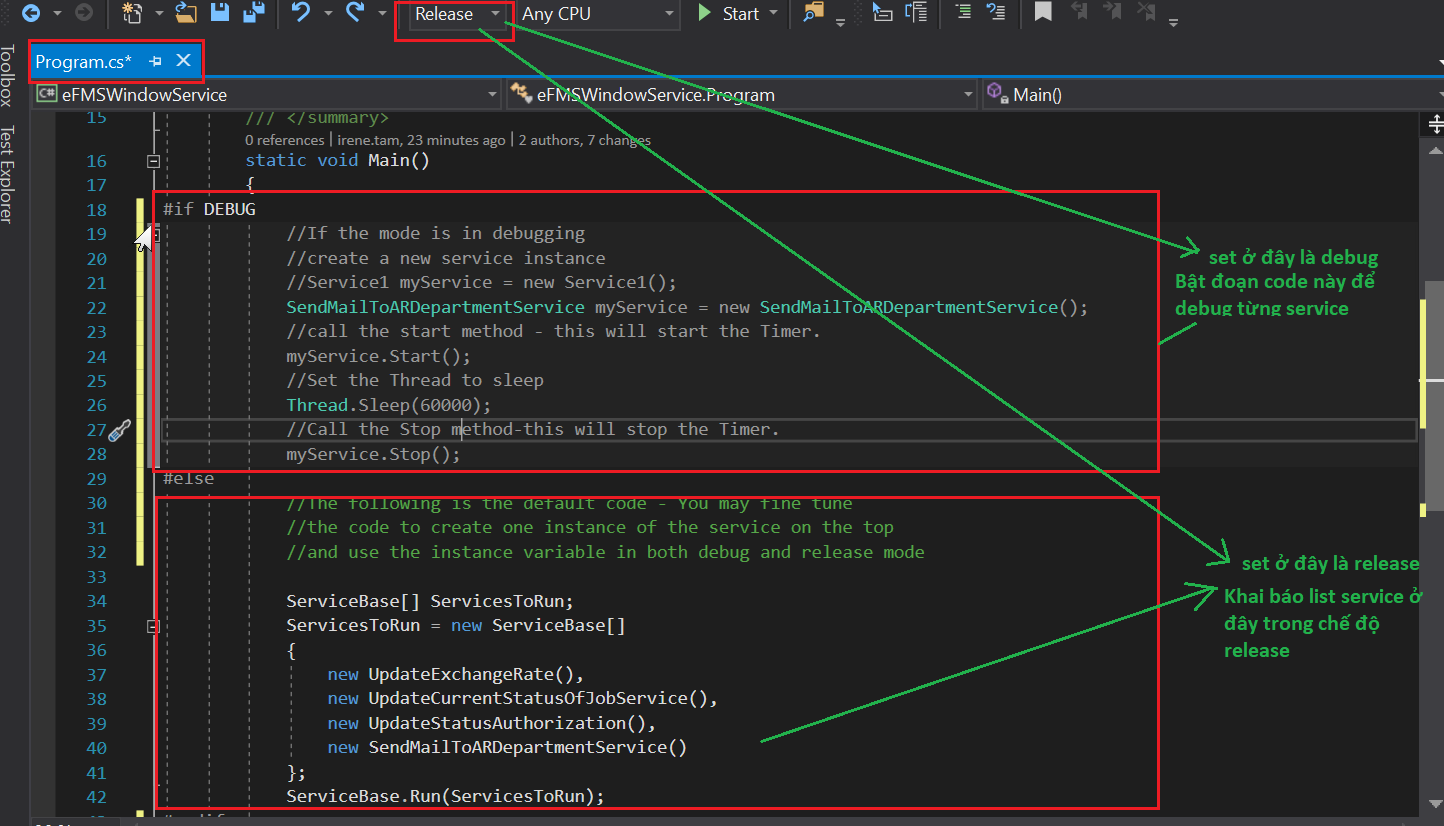 Release
Any CPU
Start
Toolbox
Test Explorer
Program.cs*
eFMSWindowService
eFMSWindowService.Program
Main()
15 /// </summary>
0 references | irene.tam, 23 minutes ago | 2 authors, 7 changes
16 static void Main()
17 {
18 #if DEBUG
19 //If the mode is in debugging
20 //create a new service instance
21 //Service1 myService = new Service1();
22 SendMailToARDepartmentService myService = new SendMailToARDepartmentService();
23 //call the start method - this will start the Timer.
24 myService.Start();
25 //Set the Thread to sleep
26 Thread.Sleep(60000);
27 //Call the Stop method-this will stop the Timer.
28 myService.Stop();
29 #else
30 //The following is the default code - You may fine tune
31 //the code to create one instance of the service on the top
32 //and use the instance variable in both debug and release mode
33
34 ServiceBase[] ServicesToRun;
35 ServicesToRun = new ServiceBase[]
36 {
37 new UpdateExchangeRate(),
38 new UpdateCurrentStatusOfJobService(),
39 new UpdateStatusAuthorization(),
40 new SendMailToARDepartmentService()
41 };
42 ServiceBase.Run(ServicesToRun);
set ở đây là debug
Bật đoạn code này để
debug từng service
set ở đây là release
Khai báo list service ở
đây trong chế độ
release